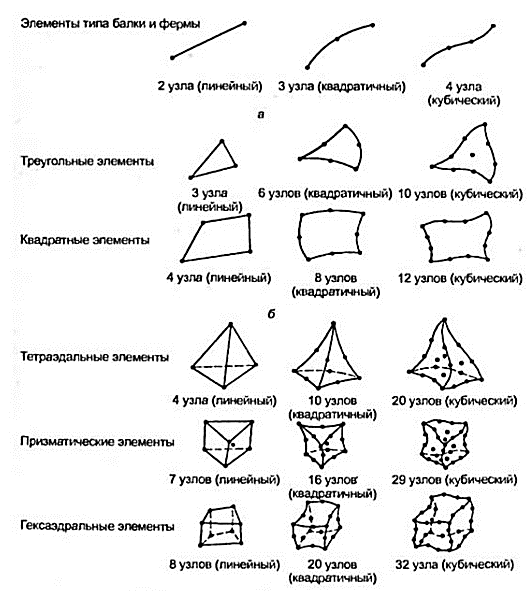 Элементы типа балки и фермы
2 узла (линейный) 3 узла (квадратичный) 4 узла
(кубический)
а
Треугольные элементы
3 узла
(линейный) 6 узлов (квадратичный) 10 узлов (кубический)
Квадратные элементы
4 узла (линейный) 8 узлов
(квадратичный) 12 узлов (кубический)
б
Тетраэдальные элементы
4 узла (линейный) 10 узлов
(квадратичный) 20 узлов (кубический)
Призматические элементы
7 узлов (линейный) 16 узлов
(квадратичный) 29 узлов (кубический)
Гексаэдральные элементы
8 узлов (линейный) 20 узлов
(квадратичный) 32 узла (кубический)